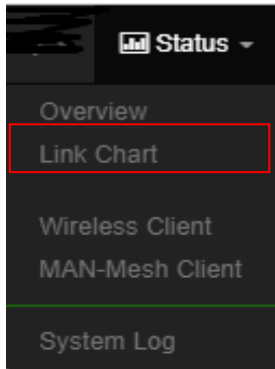 Status
Overview
Link Chart
Wireless Client
MAN-Mesh Client
System Log